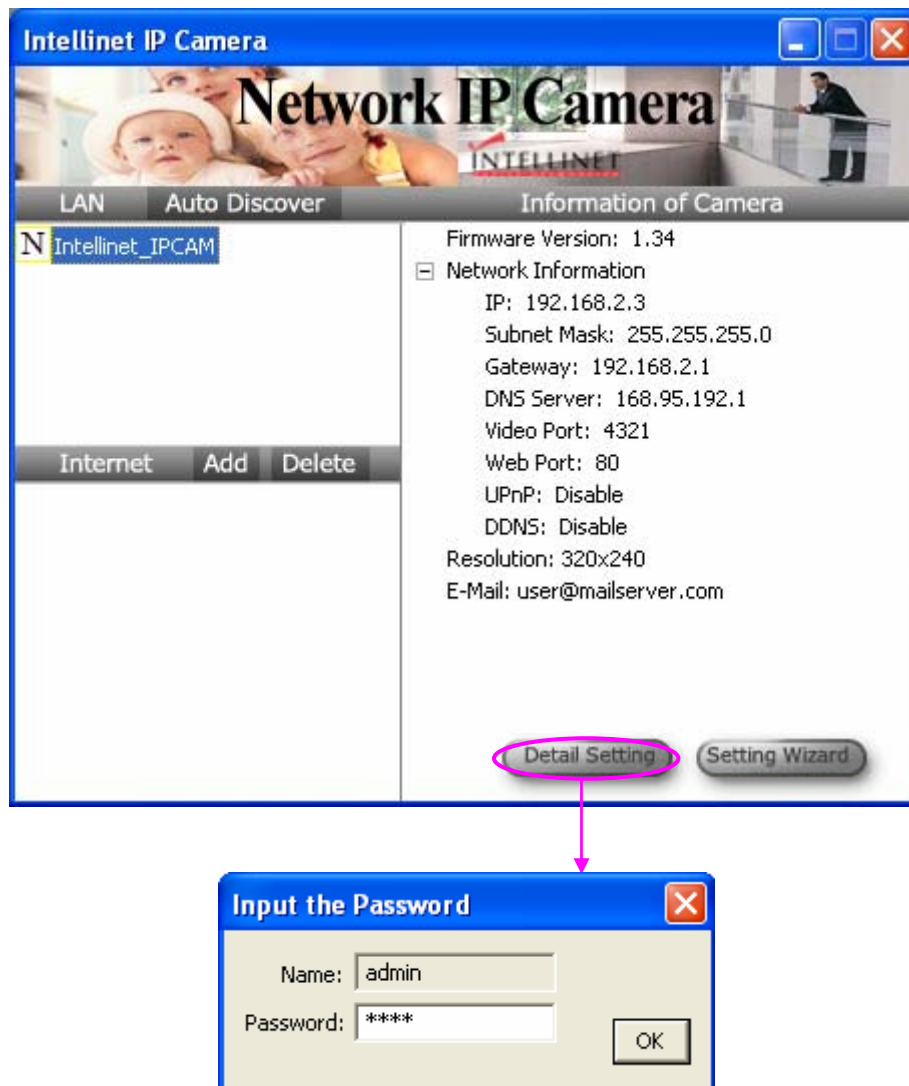 Intellinet IP Camera
Network IP Camera
INTELLINET
LAN Auto Discover
Information of Camera
N Intellinet_IPCAM
Firmware Version: 1.34
Network Information
IP: 192.168.2.3
Subnet Mask: 255.255.255.0
Gateway: 192.168.2.1
DNS Server: 168.95.192.1
Video Port: 4321
Web Port: 80
UPnP: Disable
DDNS: Disable
Resolution: 320x240
E-Mail: user@mailserver.com
Internet Add Delete
Detail Setting Setting Wizard
Input the Password
Name: admin
Password: ****
OK